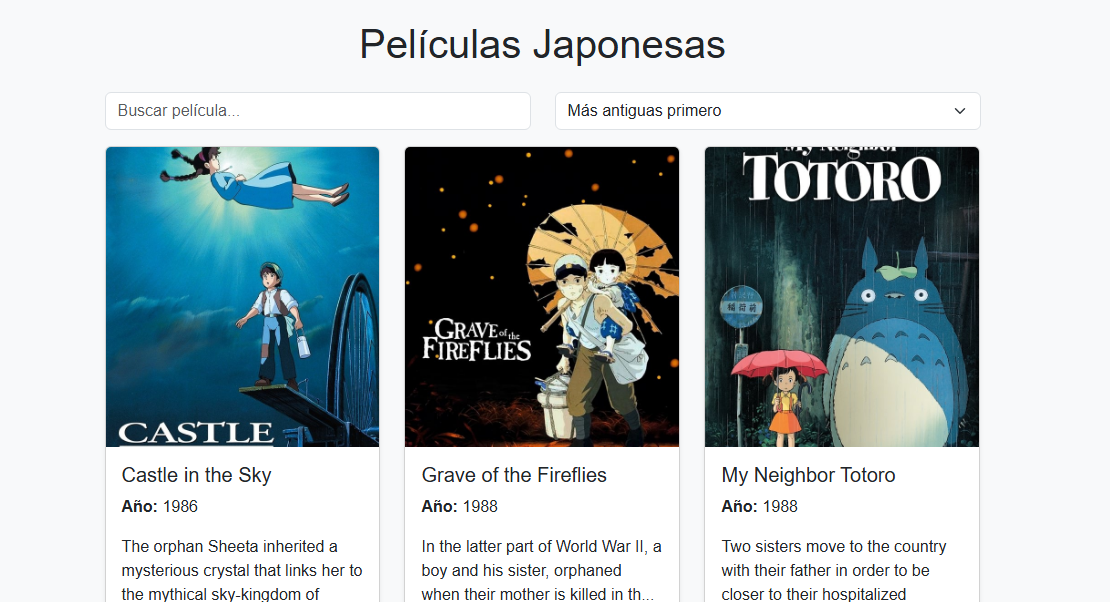 Películas Japonesas
Buscar película...
Más antiguas primero
CASTLE
GRAVE of the
FIREFLIES
My Neighbor
TOTORO
稲荷前
Castle in the Sky
Año: 1986
The orphan Sheeta inherited a
mysterious crystal that links her to
the mythical sky-kingdom of
Grave of the Fireflies
Año: 1988
In the latter part of World War II, a
boy and his sister, orphaned
when their mother is killed in th...
My Neighbor Totoro
Año: 1988
Two sisters move to the country
with their father in order to be
closer to their hospitalized